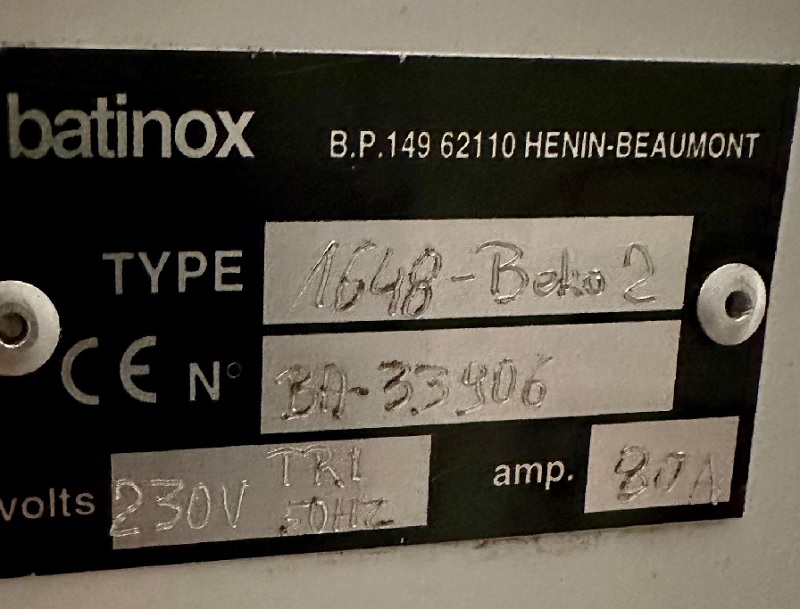 batinox
B.P.149 62110 HENIN-BEAUMONT
TYPE 1648-Beko 2
CE N° BA-33906
volts 230V TRI 50HZ
amp. 80A